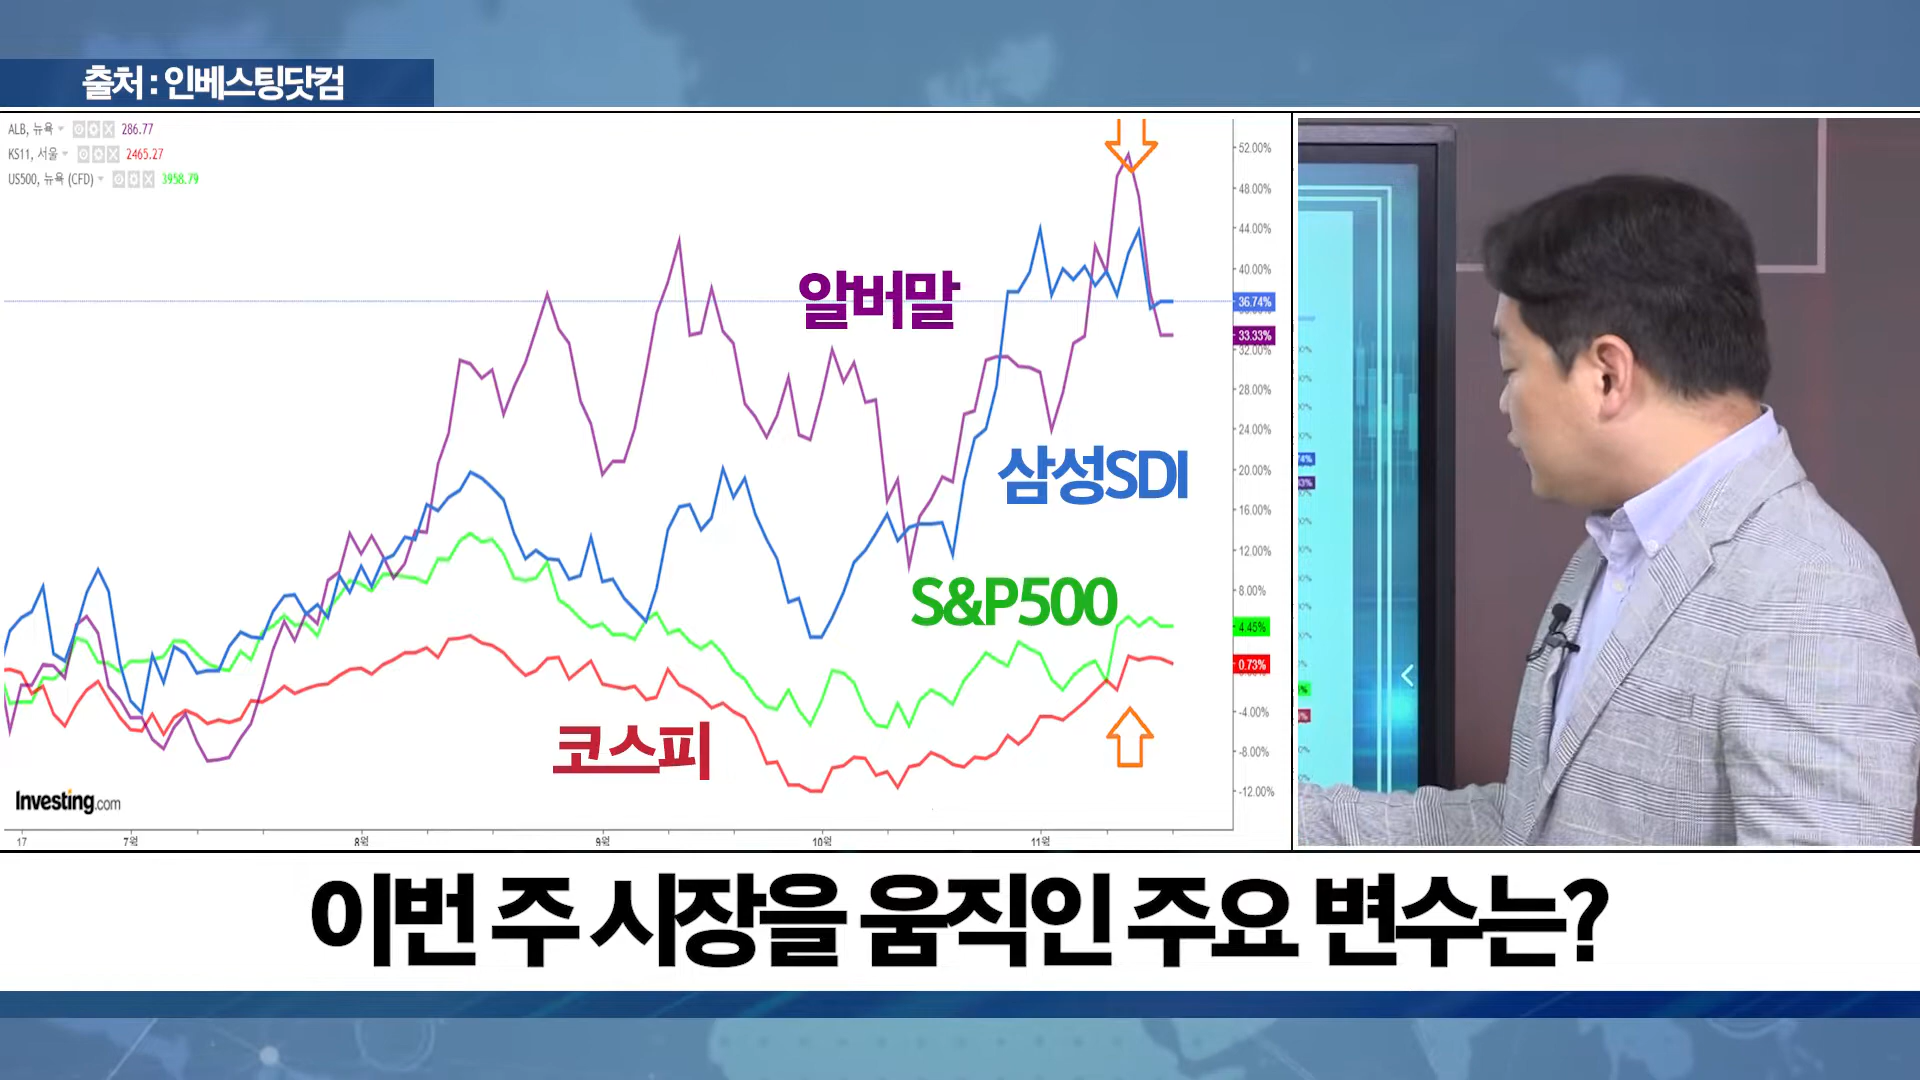 출처 : 인베스팅닷컴
ALB, 뉴욕 286.77
KS11, 서울 2465.27
US500, 뉴욕 (CFD) 3958.79
알버말
삼성SDI
S&P500
코스피
52.00%
48.00%
44.00%
40.00%
36.74%
33.33%
32.00%
28.00%
24.00%
20.00%
16.00%
12.00%
8.00%
4.45%
0.73%
-4.00%
-8.00%
-12.00%
Investing.com
17 7월 8월 9월 10월 11월
이번 주 시장을 움직인 주요 변수는?